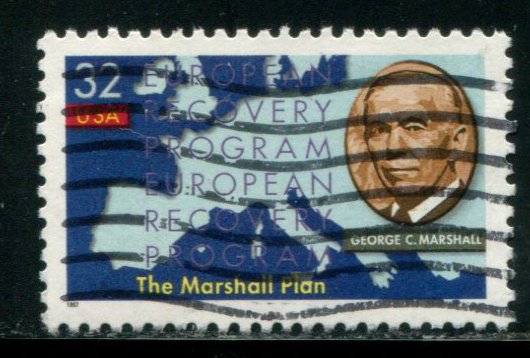 32
USA
EUROPEAN
RECOVERY
PROGRAM
EUROPEAN
RECOVERY
PROGRAM
GEORGE C. MARSHALL
The Marshall Plan
1997